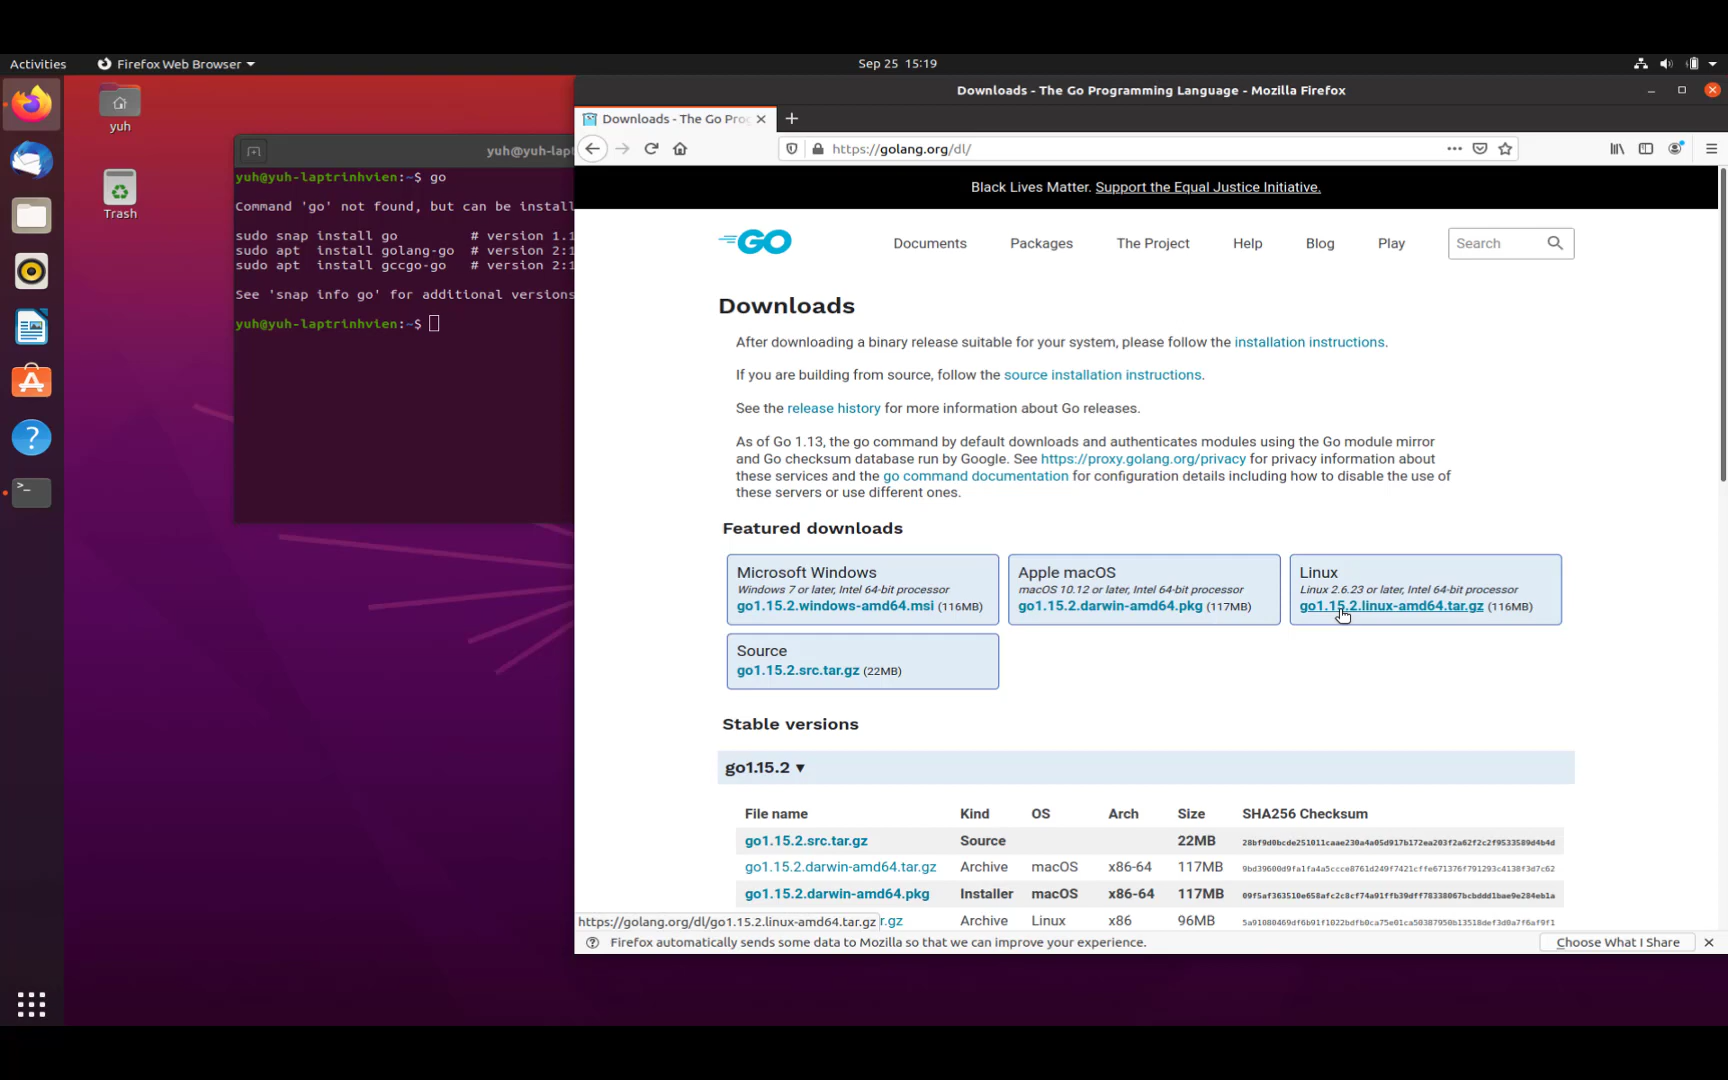 Activities
Firefox Web Browser
Sep 25 15:19
yuh
Trash
yuh@yuh-lapt
yuh@yuh-laptrinhvien:~$ go
Command 'go' not found, but can be install
sudo snap install go # version 1.1
sudo apt install golang-go # version 2:1
sudo apt install gccgo-go # version 2:1
See 'snap info go' for additional versions
yuh@yuh-laptrinhvien:~$
Downloads - The Go Programming Language - Mozilla Firefox
Downloads - The Go Prog
https://golang.org/dl/
Black Lives Matter. Support the Equal Justice Initiative.
GO
Documents
Packages
The Project
Help
Blog
Play
Search
Downloads
After downloading a binary release suitable for your system, please follow the installation instructions.
If you are building from source, follow the source installation instructions.
See the release history for more information about Go releases.
As of Go 1.13, the go command by default downloads and authenticates modules using the Go module mirror
and Go checksum database run by Google. See https://proxy.golang.org/privacy for privacy information about
these services and the go command documentation for configuration details including how to disable the use of
these servers or use different ones.
Featured downloads
Microsoft Windows
Windows 7 or later, Intel 64-bit processor
go1.15.2.windows-amd64.msi (116MB)
Apple macOS
macOS 10.12 or later, Intel 64-bit processor
go1.15.2.darwin-amd64.pkg (117MB)
Linux
Linux 2.6.23 or later, Intel 64-bit processor
go1.15.2.linux-amd64.tar.gz (116MB)
Source
go1.15.2.src.tar.gz (22MB)
Stable versions
go1.15.2 ▾
File name Kind OS Arch Size SHA256 Checksum
go1.15.2.src.tar.gz Source 22MB 28bf9d0bcde251011caae230a4a05d917b172ea203f2a62f2c2f9533589d4b4d
go1.15.2.darwin-amd64.tar.gz Archive macOS x86-64 117MB
go1.15.2.darwin-amd64.pkg Installer macOS x86-64 117MB
r.gz Archive Linux x86 96MB
https://golang.org/dl/go1.15.2.linux-amd64.tar.gz
Firefox automatically sends some data to Mozilla so that we can improve your experience.
Choose What I Share